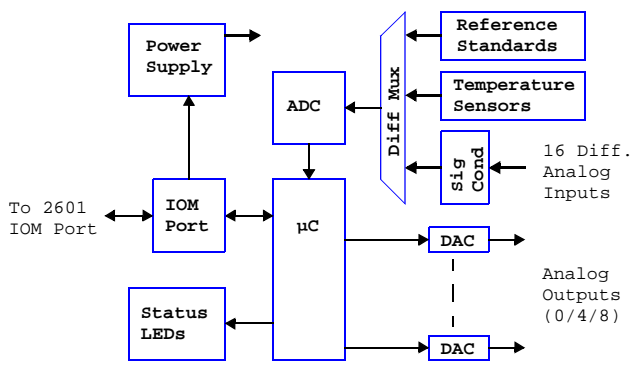 Power
Supply
Reference
Standards
Temperature
Sensors
ADC
Diff Mux
Sig
Cond
16 Diff.
Analog
Inputs
To 2601
IOM Port
IOM
Port
µC
DAC
Analog
Outputs
(0/4/8)
Status
LEDs
DAC